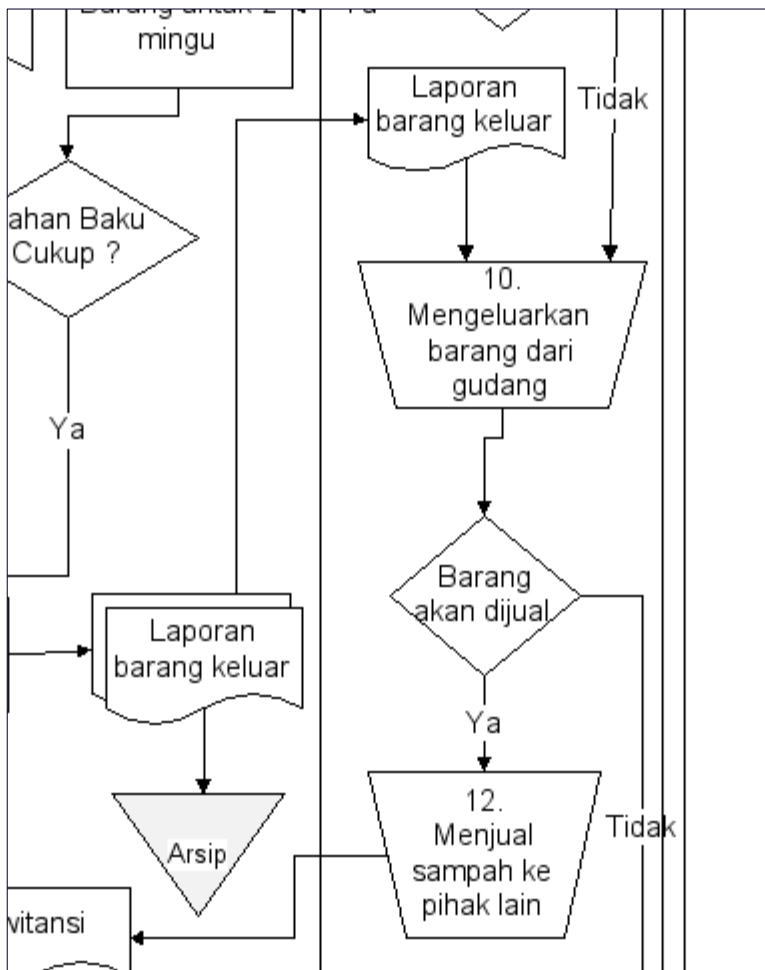 mingu
Laporan
barang keluar
Tidak
ahan Baku
Cukup ?
10.
Mengeluarkan
barang dari
gudang
Ya
Barang
akan dijual
Laporan
barang keluar
Ya
12.
Menjual
sampah ke
pihak lain
Tidak
Arsip
witansi